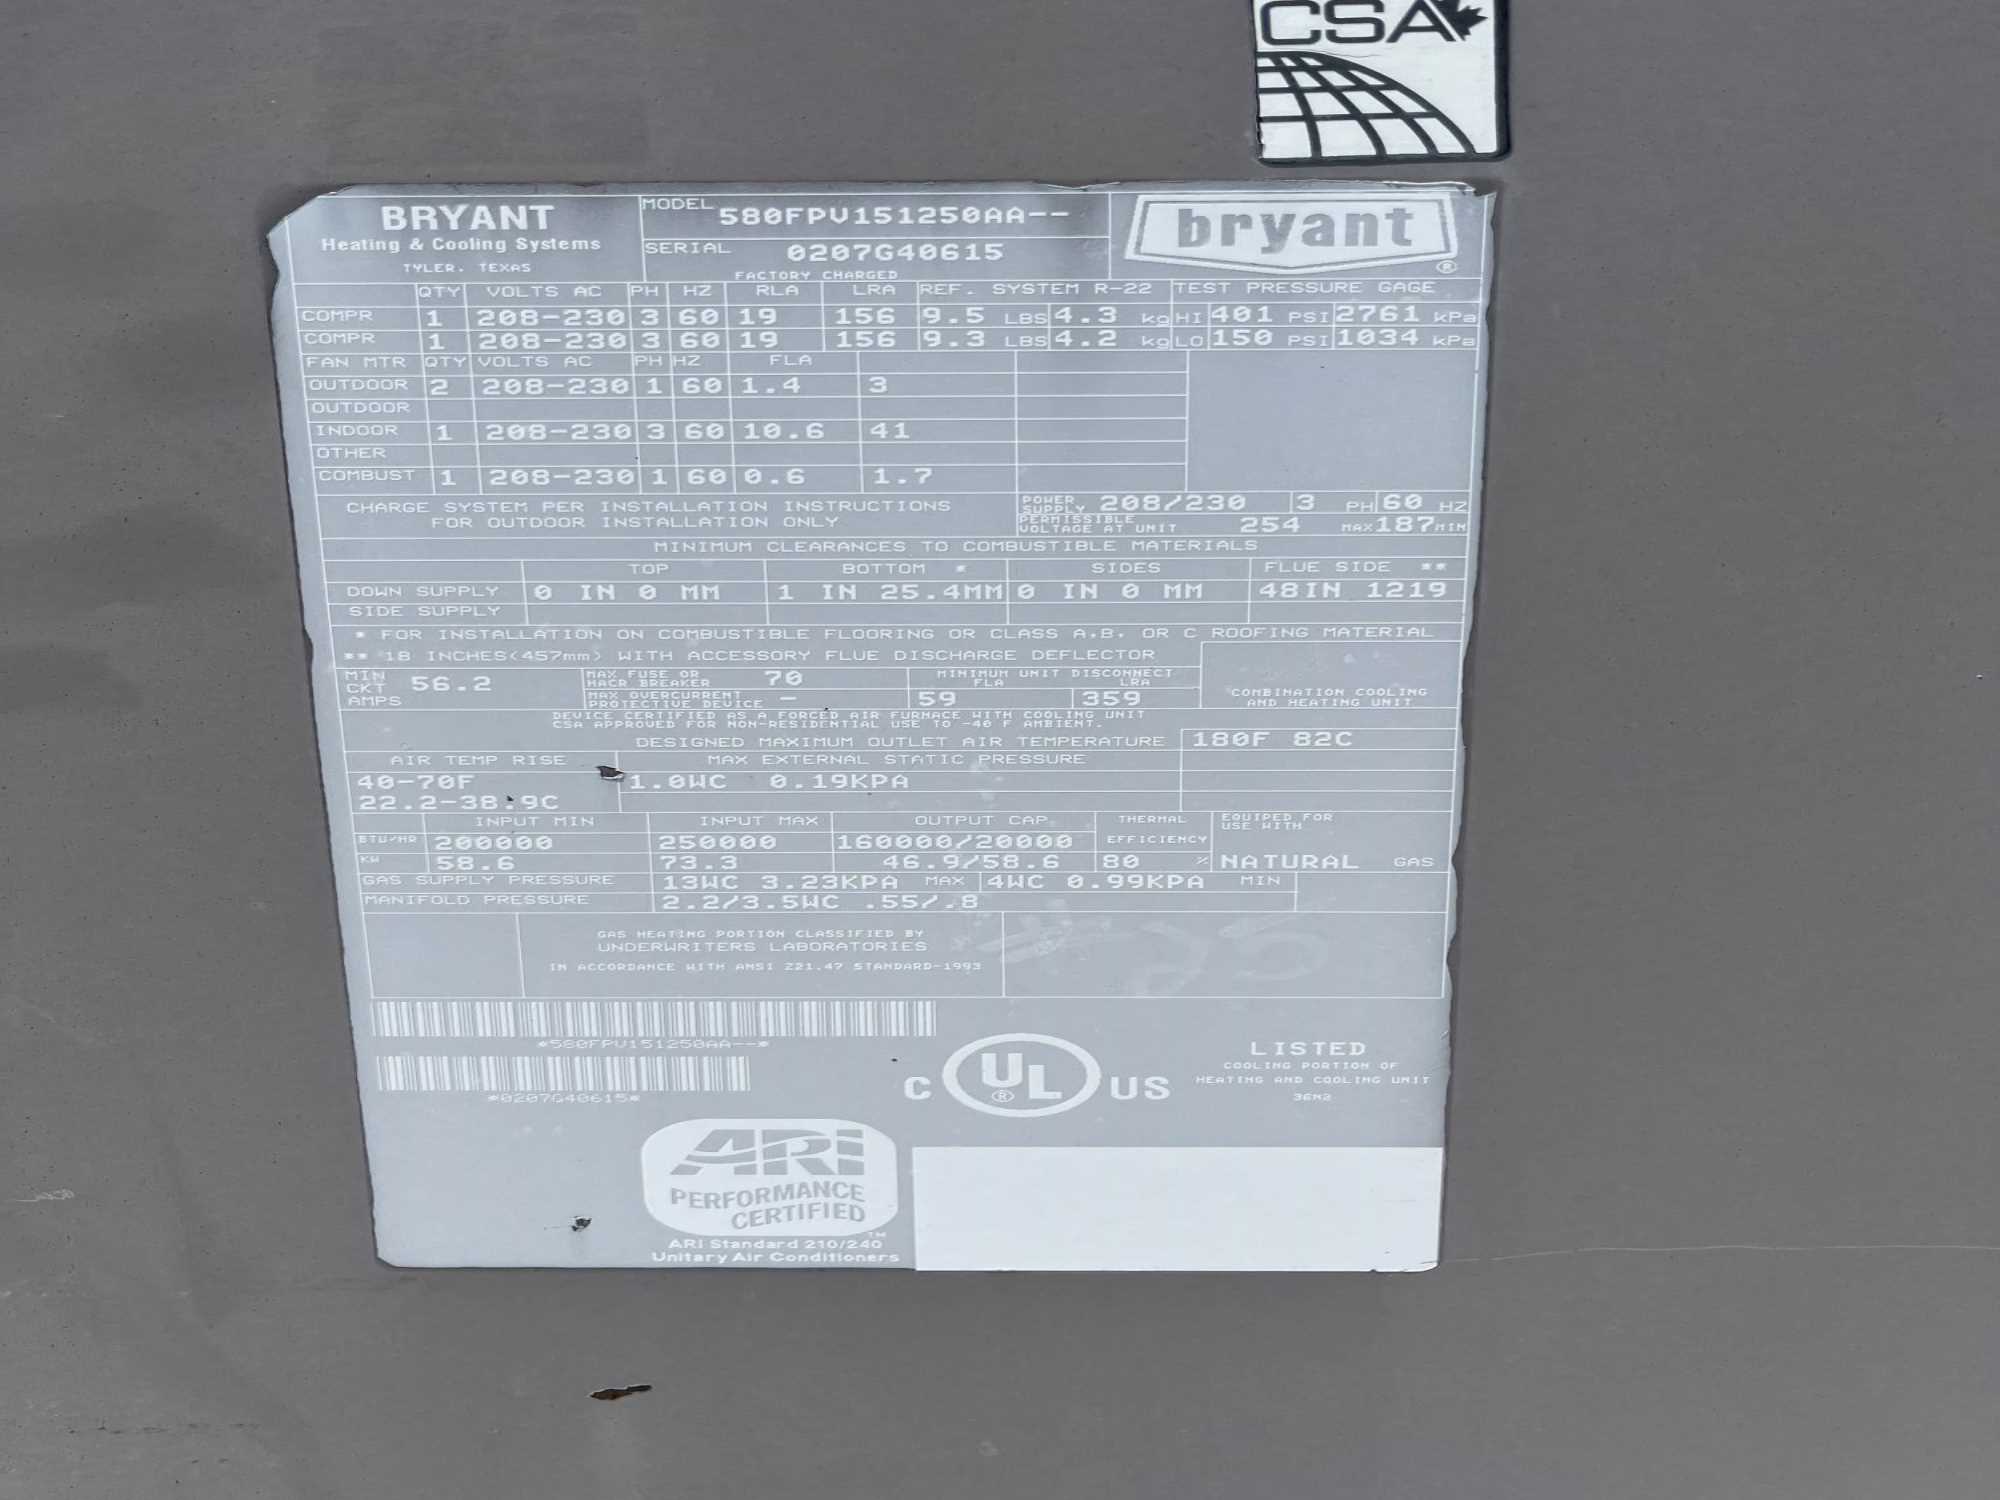 CSA
BRYANT
Heating & Cooling Systems
TYLER, TEXAS
MODEL 580FPV151250AA--
SERIAL 0207G40615
FACTORY CHARGED
bryant ®
QTY VOLTS AC PH HZ RLA LRA REF. SYSTEM R-22 TEST PRESSURE GAGE
COMPR 1 208-230 3 60 19 156 9.5 LBS 4.3 kg HI 401 PSI 2761 kPa
COMPR 1 208-230 3 60 19 156 9.3 LBS 4.2 kg LO 150 PSI 1034 kPa
FAN MTR QTY VOLTS AC PH HZ FLA
OUTDOOR 2 208-230 1 60 1.4 3
OUTDOOR
INDOOR 1 208-230 3 60 10.6 41
OTHER
COMBUST 1 208-230 1 60 0.6 1.7
CHARGE SYSTEM PER INSTALLATION INSTRUCTIONS
FOR OUTDOOR INSTALLATION ONLY
POWER SUPPLY 208/230 3 PH 60 HZ
PERMISSIBLE VOLTAGE AT UNIT 254 MAX 187 MIN
MINIMUM CLEARANCES TO COMBUSTIBLE MATERIALS
TOP BOTTOM * SIDES FLUE SIDE **
DOWN SUPPLY 0 IN 0 MM 1 IN 25.4MM 0 IN 0 MM 48IN 1219
SIDE SUPPLY
* FOR INSTALLATION ON COMBUSTIBLE FLOORING OR CLASS A.B. OR C ROOFING MATERIAL
** 18 INCHES(457mm) WITH ACCESSORY FLUE DISCHARGE DEFLECTOR
MIN CKT AMPS 56.2
MAX FUSE OR HACR BREAKER 70
MAX OVERCURRENT PROTECTIVE DEVICE -
MINIMUM UNIT DISCONNECT
FLA LRA
59 359
COMBINATION COOLING
AND HEATING UNIT
DEVICE CERTIFIED AS A FORCED AIR FURNACE WITH COOLING UNIT
CSA APPROVED FOR NON-RESIDENTIAL USE TO -40 F AMBIENT.
DESIGNED MAXIMUM OUTLET AIR TEMPERATURE 180F 82C
AIR TEMP RISE MAX EXTERNAL STATIC PRESSURE
40-70F 1.0WC 0.19KPA
22.2-38.9C
INPUT MIN INPUT MAX OUTPUT CAP. THERMAL EFFICIENCY EQUIPED FOR USE WITH
BTU/HR 200000 250000 160000/20000
KW 58.6 73.3 46.9/58.6 80 % NATURAL GAS
GAS SUPPLY PRESSURE 13WC 3.23KPA MAX 4WC 0.99KPA MIN
MANIFOLD PRESSURE 2.2/3.5WC .55/.8
GAS HEATING PORTION CLASSIFIED BY
UNDERWRITERS LABORATORIES
IN ACCORDANCE WITH ANSI Z21.47 STANDARD-1993
*580FPV151250AA--*
*0207G40615*
C UL ® US
LISTED
COOLING PORTION OF
HEATING AND COOLING UNIT
36N2
ARI
PERFORMANCE
CERTIFIED ™
ARI Standard 210/240
Unitary Air Conditioners